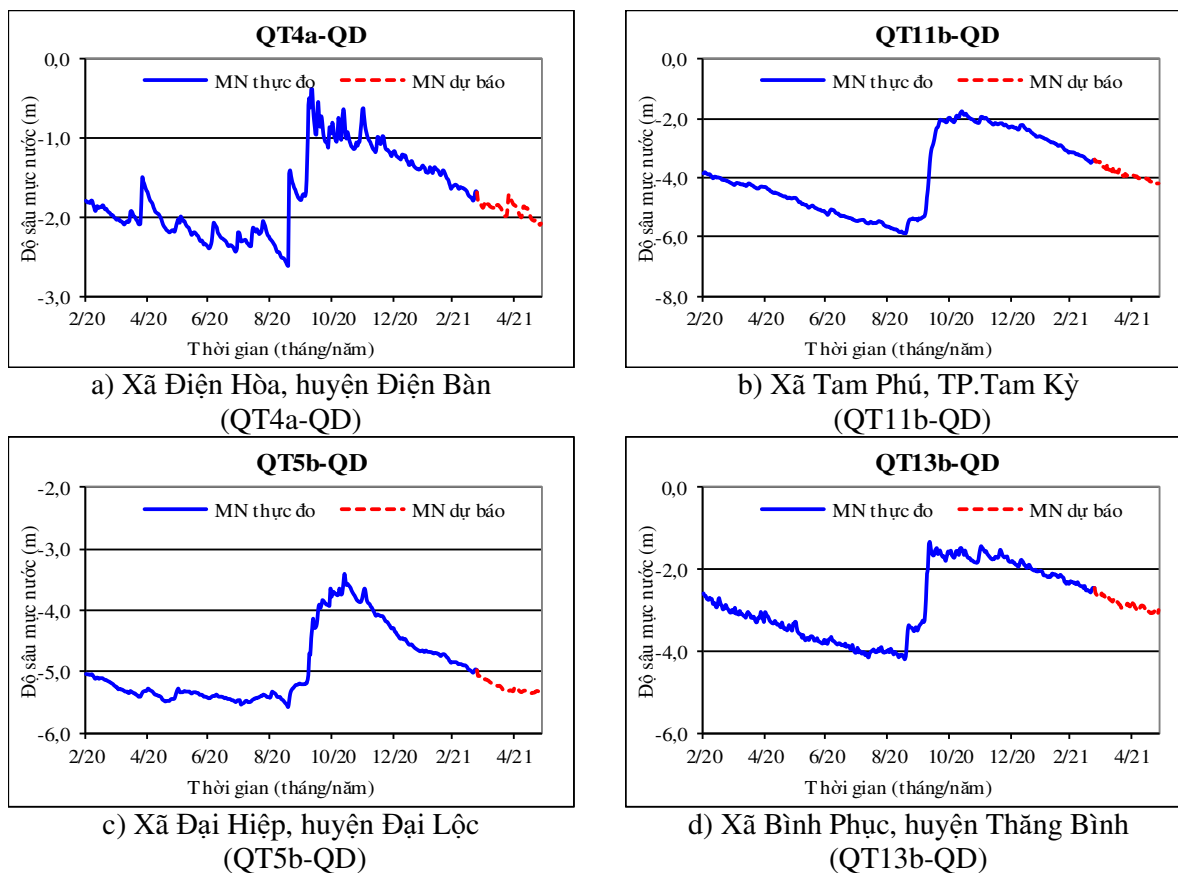 QT4a-QD
MN thực đo
MN dự báo
Độ sâu mực nước (m)
0,0
-1,0
-2,0
-3,0
2/20 4/20 6/20 8/20 10/20 12/20 2/21 4/21
Thời gian (tháng/năm)
a) Xã Điện Hòa, huyện Điện Bàn
(QT4a-QD)
QT11b-QD
MN thực đo
MN dự báo
Độ sâu mực nước (m)
0,0
-2,0
-4,0
-6,0
-8,0
2/20 4/20 6/20 8/20 10/20 12/20 2/21 4/21
Thời gian (tháng/năm)
b) Xã Tam Phú, TP.Tam Kỳ
(QT11b-QD)
QT5b-QD
MN thực đo
MN dự báo
Độ sâu mực nước (m)
-2,0
-3,0
-4,0
-5,0
-6,0
2/20 4/20 6/20 8/20 10/20 12/20 2/21 4/21
Thời gian (tháng/năm)
c) Xã Đại Hiệp, huyện Đại Lộc
(QT5b-QD)
QT13b-QD
MN thực đo
MN dự báo
Độ sâu mực nước (m)
0,0
-2,0
-4,0
-6,0
2/20 4/20 6/20 8/20 10/20 12/20 2/21 4/21
Thời gian (tháng/năm)
d) Xã Bình Phục, huyện Thăng Bình
(QT13b-QD)